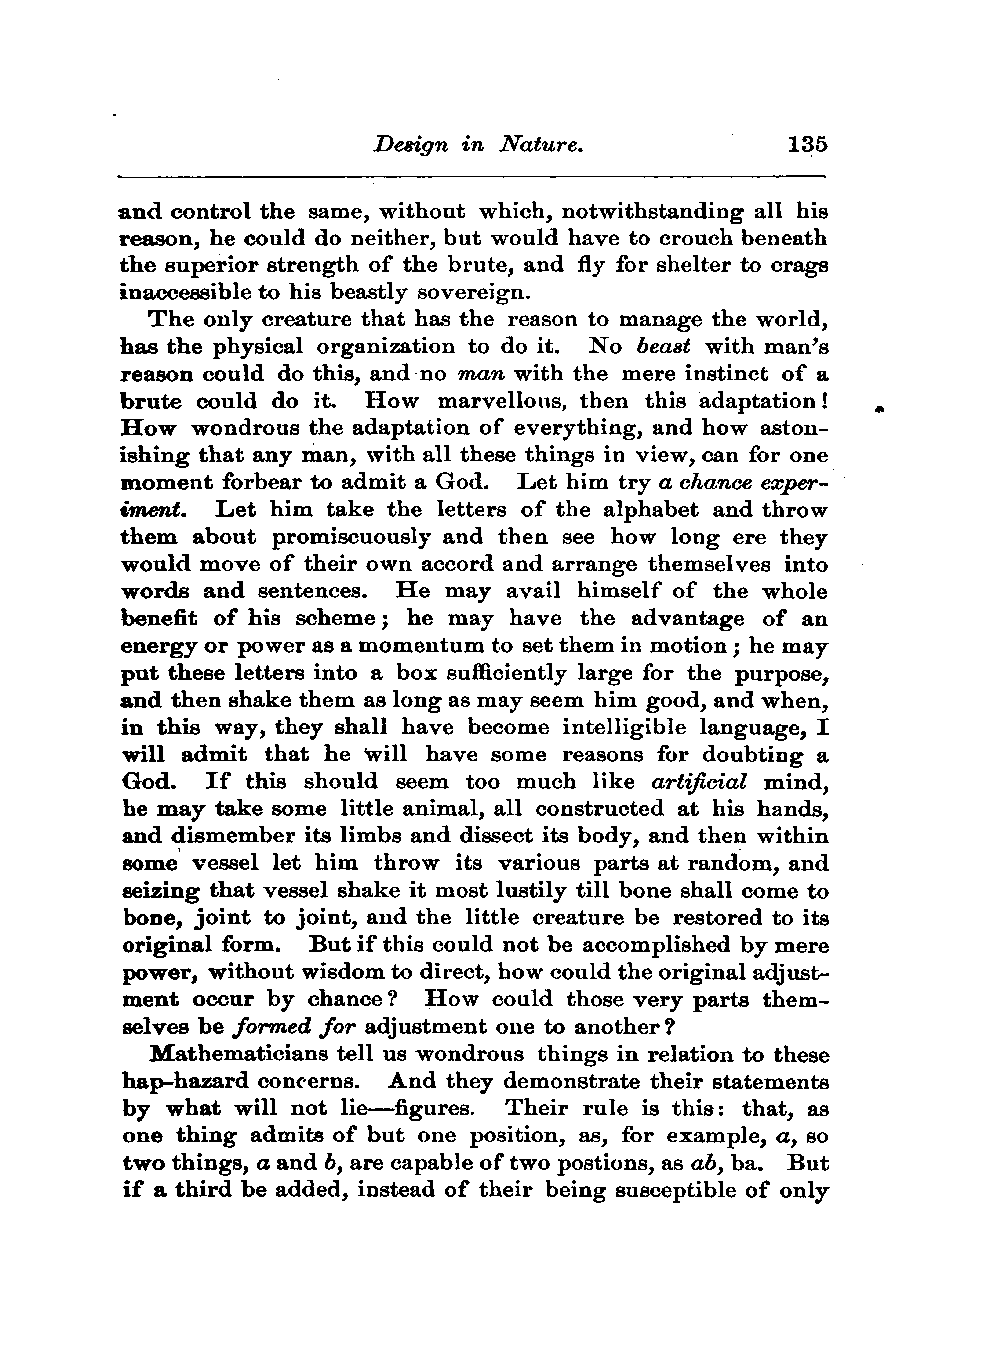 Design in Nature. 135
and control the same, without which, notwithstanding all his
reason, he could do neither, but would have to crouch beneath
the superior strength of the brute, and fly for shelter to crags
inaccessible to his beastly sovereign.
The only creature that has the reason to manage the world,
has the physical organization to do it. No beast with man's
reason could do this, and no man with the mere instinct of a
brute could do it. How marvellous, then this adaptation!
How wondrous the adaptation of everything, and how aston-
ishing that any man, with all these things in view, can for one
moment forbear to admit a God. Let him try a chance exper-
iment. Let him take the letters of the alphabet and throw
them about promiscuously and then see how long ere they
would move of their own accord and arrange themselves into
words and sentences. He may avail himself of the whole
benefit of his scheme; he may have the advantage of an
energy or power as a momentum to set them in motion; he may
put these letters into a box sufficiently large for the purpose,
and then shake them as long as may seem him good, and when,
in this way, they shall have become intelligible language, I
will admit that he will have some reasons for doubting a
God. If this should seem too much like artificial mind,
he may take some little animal, all constructed at his hands,
and dismember its limbs and dissect its body, and then within
some vessel let him throw its various parts at random, and
seizing that vessel shake it most lustily till bone shall come to
bone, joint to joint, and the little creature be restored to its
original form. But if this could not be accomplished by mere
power, without wisdom to direct, how could the original adjust-
ment occur by chance? How could those very parts them-
selves be formed for adjustment one to another?
Mathematicians tell us wondrous things in relation to these
hap-hazard concerns. And they demonstrate their statements
by what will not lie—figures. Their rule is this: that, as
one thing admits of but one position, as, for example, a, so
two things, a and b, are capable of two postions, as ab, ba. But
if a third be added, instead of their being susceptible of only